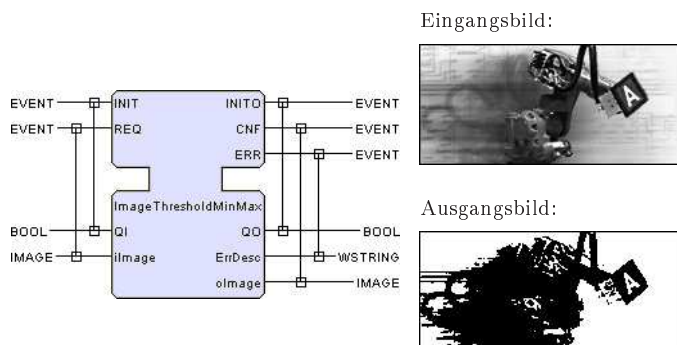 Eingangsbild:
EVENT INIT INITO EVENT
EVENT REQ CNF EVENT
ERR EVENT
A
ImageThresholdMinMax
Ausgangsbild:
BOOL QI QO BOOL
IMAGE iImage ErrDesc WSTRING
oImage IMAGE
A